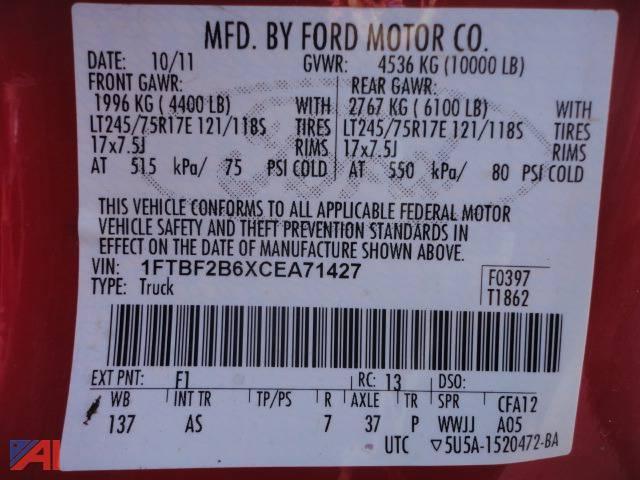 MFD. BY FORD MOTOR CO.
DATE: 10/11 GVWR: 4536 KG (10000 LB)
FRONT GAWR: REAR GAWR:
1996 KG (4400 LB) WITH 2767 KG (6100 LB) WITH
LT245/75R17E 121/118S TIRES LT245/75R17E 121/118S TIRES
17x7.5J RIMS 17x7.5J RIMS
AT 515 kPa/ 75 PSI COLD AT 550 kPa/ 80 PSI COLD
THIS VEHICLE CONFORMS TO ALL APPLICABLE FEDERAL MOTOR
VEHICLE SAFETY AND THEFT PREVENTION STANDARDS IN
EFFECT ON THE DATE OF MANUFACTURE SHOWN ABOVE.
VIN: 1FTBF2B6XCEA71427 F0397
TYPE: Truck T1862
EXT PNT: F1 RC: 13 DSO:
WB INT TR TP/PS R AXLE TR SPR CFA12
137 AS 7 37 P WWJJ A05
UTC ▽5U5A-1520472-BA
AI